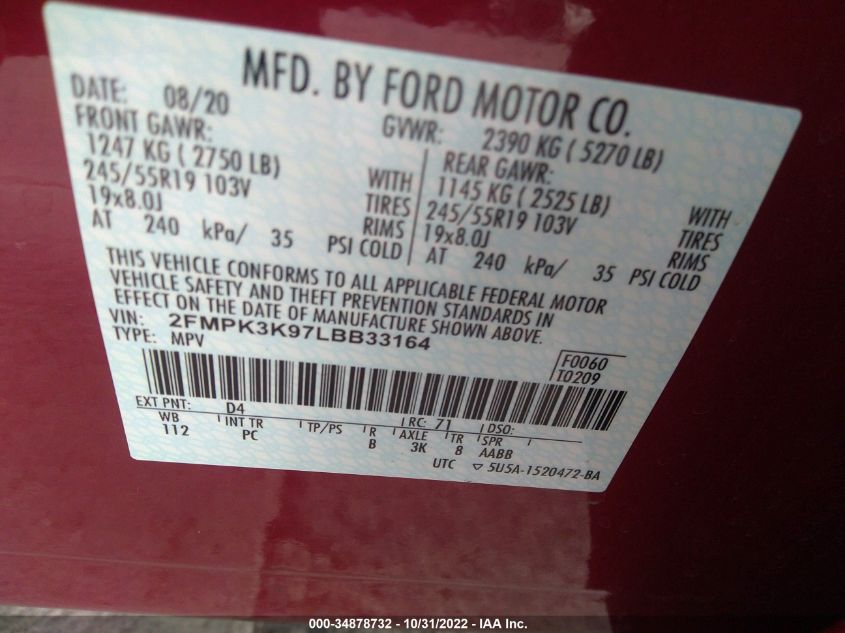 MFD. BY FORD MOTOR CO.
DATE: 08/20
GVWR: 2390 KG ( 5270 LB)
FRONT GAWR:
1247 KG ( 2750 LB)
245/55R19 103V WITH TIRES
19x8.0J RIMS
AT 240 kPa/ 35 PSI COLD
REAR GAWR:
1145 KG ( 2525 LB)
245/55R19 103V WITH TIRES
19x8.0J RIMS
AT 240 kPa/ 35 PSI COLD
THIS VEHICLE CONFORMS TO ALL APPLICABLE FEDERAL MOTOR
VEHICLE SAFETY AND THEFT PREVENTION STANDARDS IN
EFFECT ON THE DATE OF MANUFACTURE SHOWN ABOVE.
VIN: 2FMPK3K97LBB33164
TYPE: MPV
F0060
T0209
EXT PNT: D4 RC: 71 DSO:
WB INT TR TP/PS R AXLE TR SPR
112 PC B 3K 8 AABB
UTC ▽ 5U5A-1520472-BA
000-34878732 - 10/31/2022 - IAA Inc.